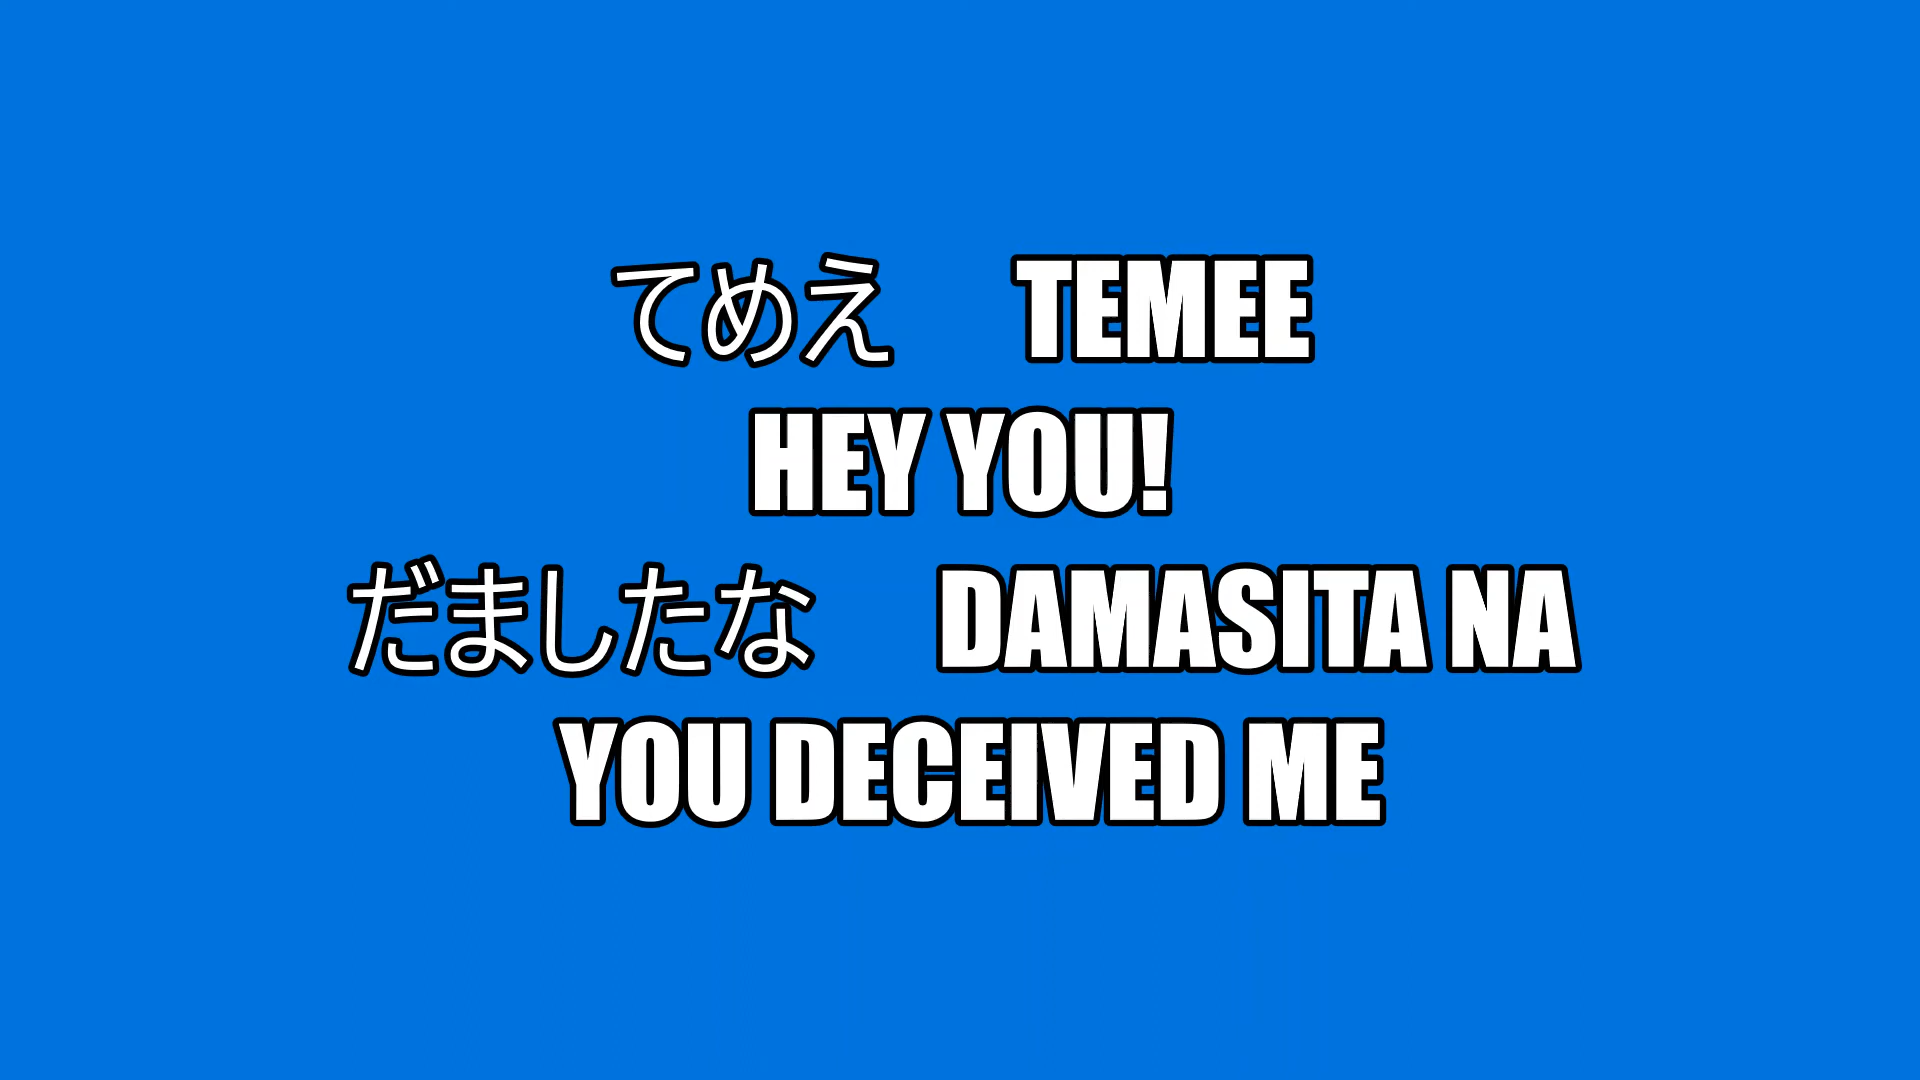 てめえ　TEMEE
HEY YOU!
だましたな　DAMASITA NA
YOU DECEIVED ME